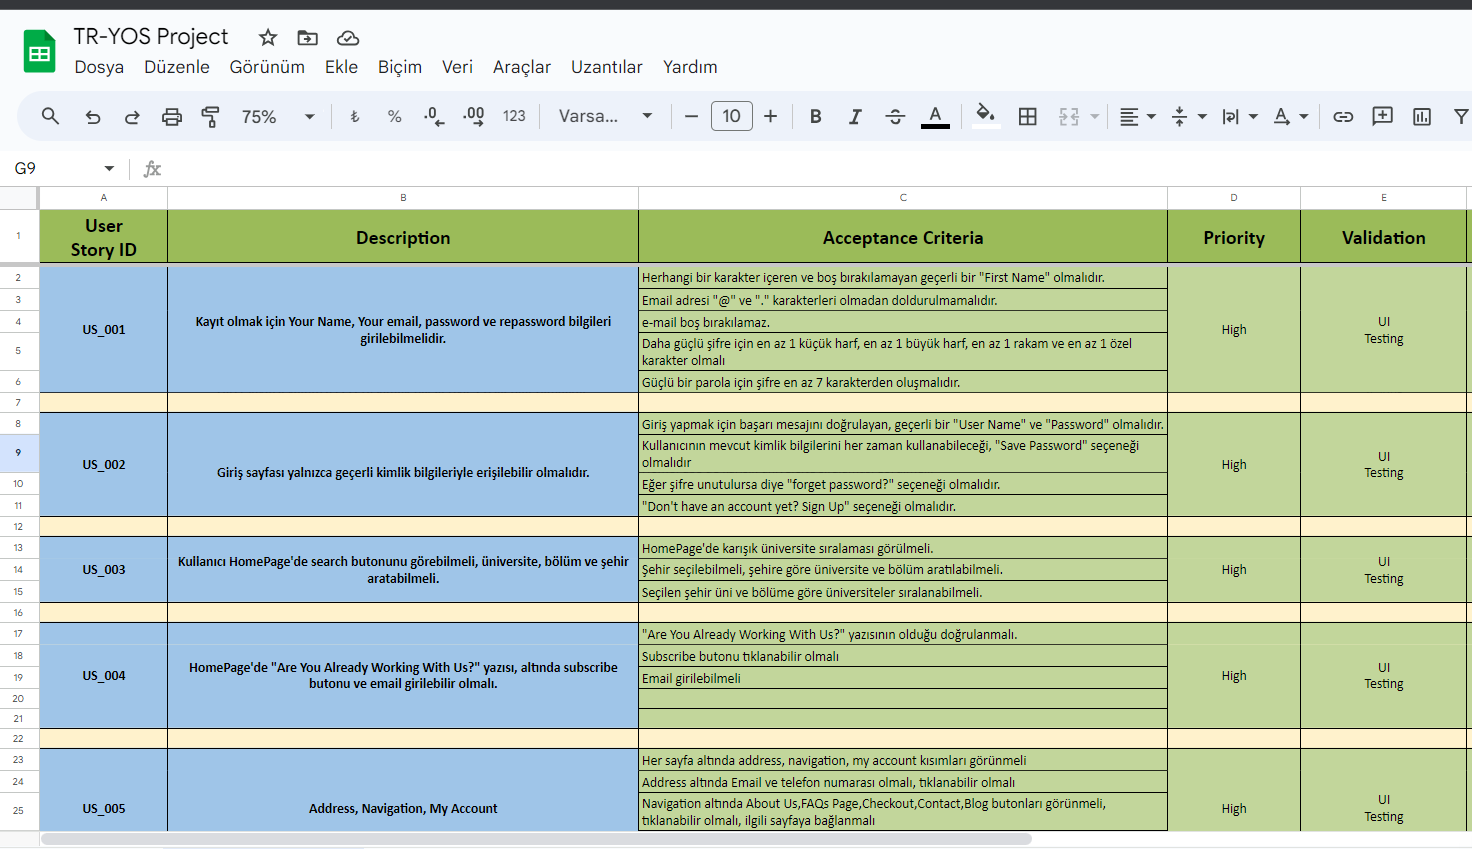 TR-YOS Project
Dosya Düzenle Görünüm Ekle Biçim Veri Araçlar Uzantılar Yardım
75% ₺ % .0 .00 123 Varsa... 10 B I A
G9 fx
A B C D E
1 User Story ID Description Acceptance Criteria Priority Validation
2 Herhangi bir karakter içeren ve boş bırakılamayan geçerli bir "First Name" olmalıdır.
3 Email adresi "@" ve "." karakterleri olmadan doldurulmamalıdır.
4 e-mail boş bırakılamaz.
US_001
Kayıt olmak için Your Name, Your email, password ve repassword bilgileri
girilebilmelidir.
High
UI
Testing
5 Daha güçlü şifre için en az 1 küçük harf, en az 1 büyük harf, en az 1 rakam ve en az 1 özel
karakter olmalı
6 Güçlü bir parola için şifre en az 7 karakterden oluşmalıdır.
7
8 Giriş yapmak için başarı mesajını doğrulayan, geçerli bir "User Name" ve "Password" olmalıdır.
9 Kullanıcının mevcut kimlik bilgilerini her zaman kullanabileceği, "Save Password" seçeneği
olmalıdır
US_002
Giriş sayfası yalnızca geçerli kimlik bilgileriyle erişilebilir olmalıdır.
High
UI
Testing
10 Eğer şifre unutulursa diye "forget password?" seçeneği olmalıdır.
11 "Don't have an account yet? Sign Up" seçeneği olmalıdır.
12
13 HomePage'de karışık üniversite sıralaması görülmeli.
US_003
Kullanıcı HomePage'de search butonunu görebilmeli, üniversite, bölüm ve şehir
aratabilmeli.
High
UI
Testing
14 Şehir seçilebilmeli, şehire göre üniversite ve bölüm aratılabilmeli.
15 Seçilen şehir üni ve bölüme göre üniversiteler sıralanabilmeli.
16
17 "Are You Already Working With Us?" yazısının olduğu doğrulanmalı.
18 Subscribe butonu tıklanabilir olmalı
US_004
HomePage'de "Are You Already Working With Us?" yazısı, altında subscribe
butonu ve email girilebilir olmalı.
High
UI
Testing
19 Email girilebilmeli
20
21
22
23 Her sayfa altında address, navigation, my account kısımları görünmeli
24 Address altında Email ve telefon numarası olmalı, tıklanabilir olmalı
US_005
Address, Navigation, My Account
High
UI
Testing
25 Navigation altında About Us,FAQs Page,Checkout,Contact,Blog butonları görünmeli,
tıklanabilir olmalı, ilgili sayfaya bağlanmalı